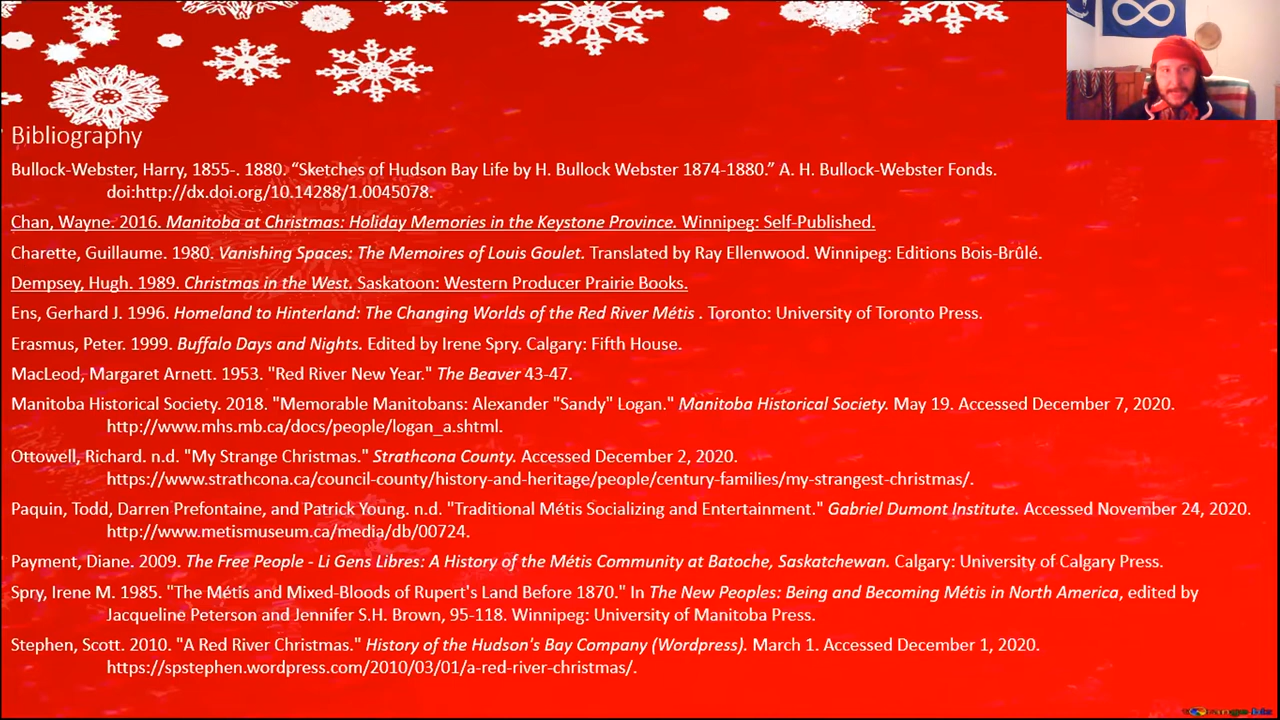 Bibliography
Bullock-Webster, Harry, 1855-. 1880. “Sketches of Hudson Bay Life by H. Bullock Webster 1874-1880.” A. H. Bullock-Webster Fonds.
doi:http://dx.doi.org/10.14288/1.0045078.
Chan, Wayne. 2016. Manitoba at Christmas: Holiday Memories in the Keystone Province. Winnipeg: Self-Published.
Charette, Guillaume. 1980. Vanishing Spaces: The Memoires of Louis Goulet. Translated by Ray Ellenwood. Winnipeg: Editions Bois-Brûlé.
Dempsey, Hugh. 1989. Christmas in the West. Saskatoon: Western Producer Prairie Books.
Ens, Gerhard J. 1996. Homeland to Hinterland: The Changing Worlds of the Red River Métis . Toronto: University of Toronto Press.
Erasmus, Peter. 1999. Buffalo Days and Nights. Edited by Irene Spry. Calgary: Fifth House.
MacLeod, Margaret Arnett. 1953. "Red River New Year." The Beaver 43-47.
Manitoba Historical Society. 2018. "Memorable Manitobans: Alexander "Sandy" Logan." Manitoba Historical Society. May 19. Accessed December 7, 2020.
http://www.mhs.mb.ca/docs/people/logan_a.shtml.
Ottowell, Richard. n.d. "My Strange Christmas." Strathcona County. Accessed December 2, 2020.
https://www.strathcona.ca/council-county/history-and-heritage/people/century-families/my-strangest-christmas/.
Paquin, Todd, Darren Prefontaine, and Patrick Young. n.d. "Traditional Métis Socializing and Entertainment." Gabriel Dumont Institute. Accessed November 24, 2020.
http://www.metismuseum.ca/media/db/00724.
Payment, Diane. 2009. The Free People - Li Gens Libres: A History of the Métis Community at Batoche, Saskatchewan. Calgary: University of Calgary Press.
Spry, Irene M. 1985. "The Métis and Mixed-Bloods of Rupert's Land Before 1870." In The New Peoples: Being and Becoming Métis in North America, edited by
Jacqueline Peterson and Jennifer S.H. Brown, 95-118. Winnipeg: University of Manitoba Press.
Stephen, Scott. 2010. "A Red River Christmas." History of the Hudson's Bay Company (Wordpress). March 1. Accessed December 1, 2020.
https://spstephen.wordpress.com/2010/03/01/a-red-river-christmas/.